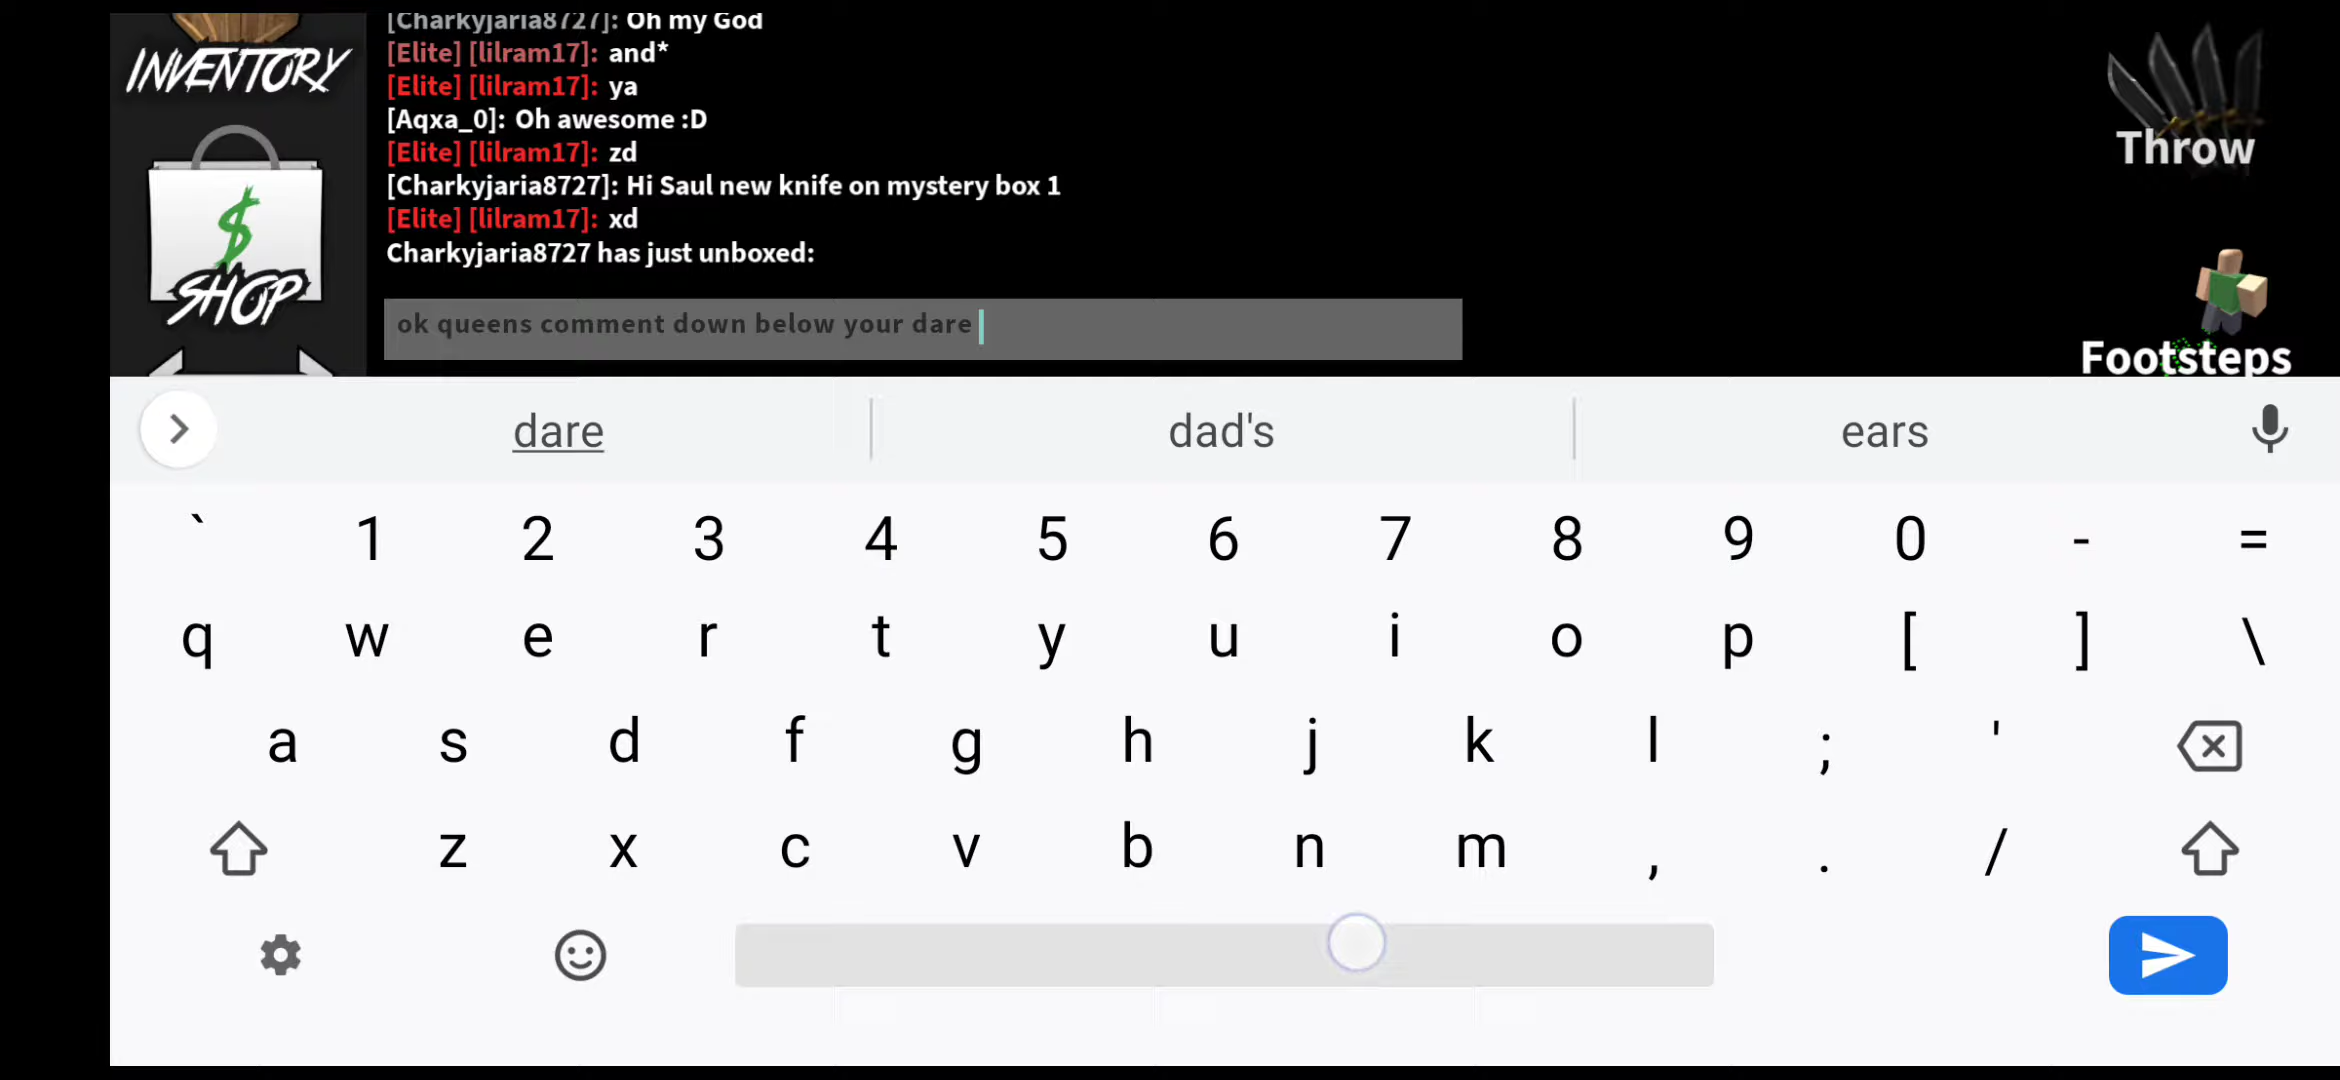 [Charkyjaria8727]: Oh my God
INVENTORY
[Elite] [lilram17]: and*
[Elite] [lilram17]: ya
[Aqxa_0]: Oh awesome :D
[Elite] [lilram17]: zd
[Charkyjaria8727]: Hi Saul new knife on mystery box 1
[Elite] [lilram17]: xd
Charkyjaria8727 has just unboxed:
$
SHOP
Throw
Footsteps
ok queens comment down below your dare
dare dad's ears
` 1 2 3 4 5 6 7 8 9 0 - =
q w e r t y u i o p [ ] \
a s d f g h j k l ; '
z x c v b n m , . /